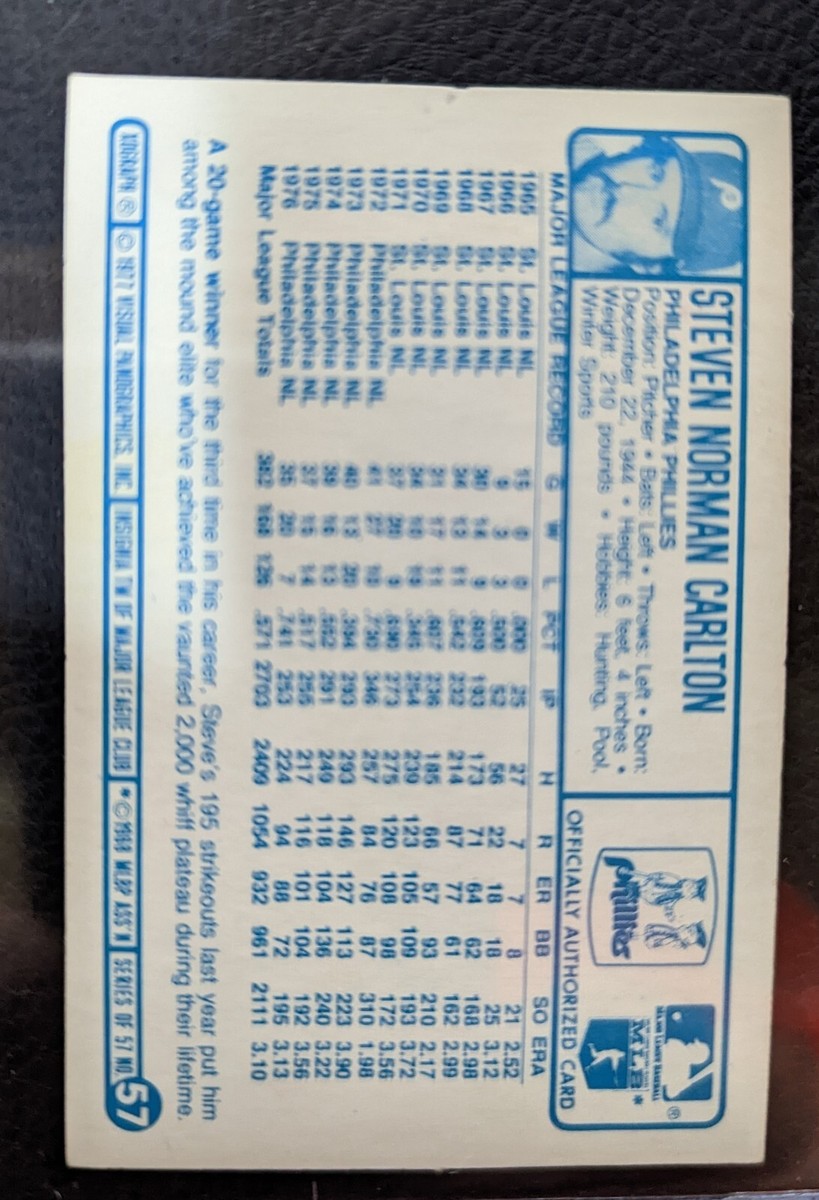 P
STEVEN NORMAN CARLTON
PHILADELPHIA PHILLIES
Position: Pitcher • Bats: Left • Throws: Left • Born:
December 22, 1944 • Height: 6 feet, 4 inches •
Weight: 210 pounds • Hobbies: Hunting, Pool,
Winter Sports
Phillies
MAJOR LEAGUE BASEBALL
®
MLB*
OFFICIALLY AUTHORIZED CARD
MAJOR LEAGUE RECORD G W L PCT IP H R ER BB SO ERA
1965 St. Louis NL 15 0 0 .000 25 27 7 7 8 21 2.52
1966 St. Louis NL 9 3 3 .500 52 56 22 18 18 25 3.12
1967 St. Louis NL 30 14 9 .609 193 173 71 64 62 168 2.98
1968 St. Louis NL 34 13 11 .542 232 214 87 77 61 162 2.99
1969 St. Louis NL 31 17 11 .607 236 185 66 57 93 210 2.17
1970 St. Louis NL 34 10 19 .345 254 239 123 105 109 193 3.72
1971 St. Louis NL 37 20 9 .690 273 275 120 108 98 172 3.56
1972 Philadelphia NL 41 27 10 .730 346 257 84 76 87 310 1.98
1973 Philadelphia NL 40 13 20 .394 293 293 146 127 113 223 3.90
1974 Philadelphia NL 39 16 13 .552 291 249 118 104 136 240 3.22
1975 Philadelphia NL 37 15 14 .517 255 217 116 101 104 192 3.56
1976 Philadelphia NL 35 20 7 .741 253 224 94 88 72 195 3.13
Major League Totals 382 168 126 .571 2703 2409 1054 932 961 2111 3.10
A 20-game winner for the third time in his career, Steve's 195 strikeouts last year put him
among the mound elite who've achieved the vaunted 2,000 whiff plateau during their lifetime.
XOGRAPH ® © 1977 VISUAL PANOGRAPHICS, INC. INSIGNIA TM OF MAJOR LEAGUE CLUB *© 1969 MLBP ASS'N SERIES OF 57 NO. 57